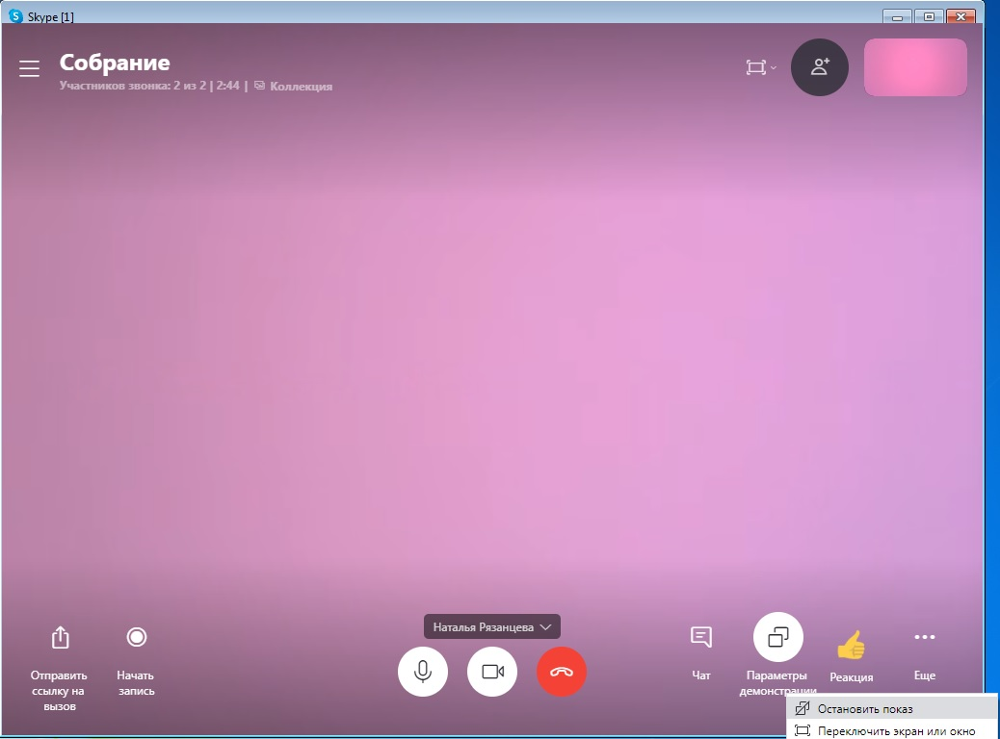 Skype [1]
Собрание
Участников звонка: 2 из 2 | 2:44 | Коллекция
Наталья Рязанцева
Отправить
ссылку на
вызов
Начать
запись
Чат
Параметры
демонстрации
Реакция
Еще
Остановить показ
Переключить экран или окно